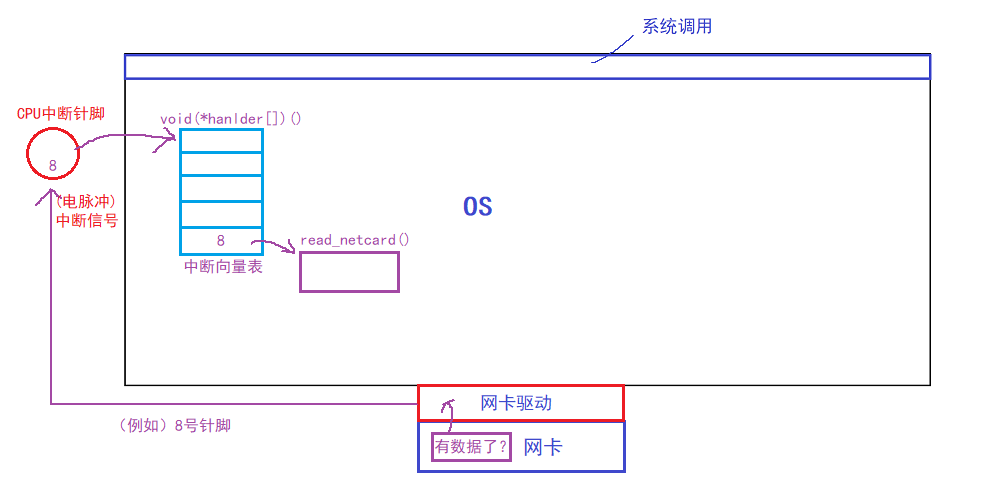 系统调用
CPU中断针脚
void(*hanlder[])()
8
(电脉冲)
中断信号
OS
8
read_netcard()
中断向量表
网卡驱动
(例如)8号针脚
有数据了?
网卡